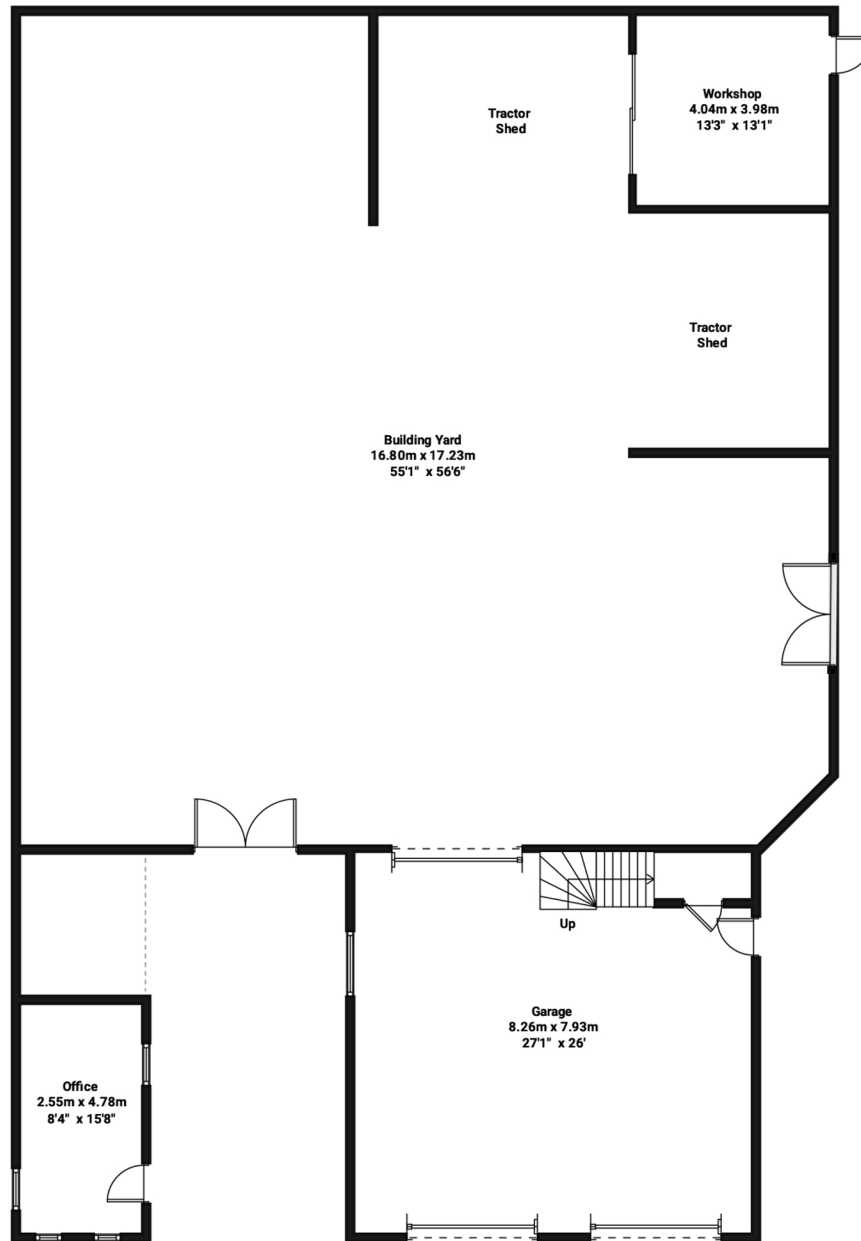 Workshop
4.04m x 3.98m
13'3" x 13'1"
Tractor
Shed
Tractor
Shed
Building Yard
16.80m x 17.23m
55'1" x 56'6"
Up
Garage
8.26m x 7.93m
27'1" x 26'
Office
2.55m x 4.78m
8'4" x 15'8"